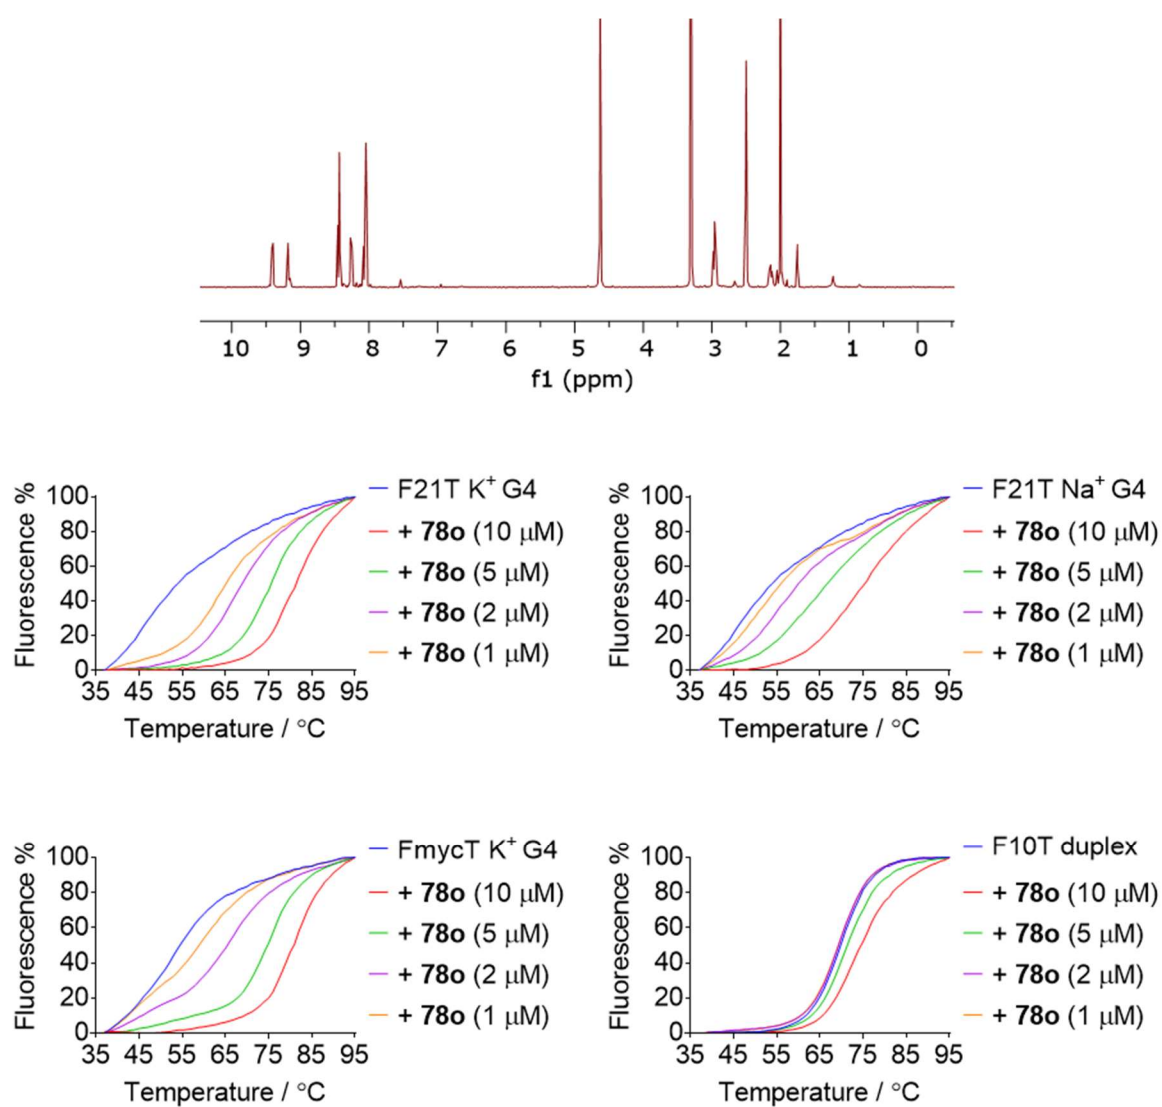 10 9 8 7 6 5 4 3 2 1 0
f1 (ppm)
Fluorescence %
100
80
60
40
20
0
35 45 55 65 75 85 95
Temperature / °C
F21T K⁺ G4
+ 78o (10 μM)
+ 78o (5 μM)
+ 78o (2 μM)
+ 78o (1 μM)
Fluorescence %
100
80
60
40
20
0
35 45 55 65 75 85 95
Temperature / °C
F21T Na⁺ G4
+ 78o (10 μM)
+ 78o (5 μM)
+ 78o (2 μM)
+ 78o (1 μM)
Fluorescence %
100
80
60
40
20
0
35 45 55 65 75 85 95
Temperature / °C
FmycT K⁺ G4
+ 78o (10 μM)
+ 78o (5 μM)
+ 78o (2 μM)
+ 78o (1 μM)
Fluorescence %
100
80
60
40
20
0
35 45 55 65 75 85 95
Temperature / °C
F10T duplex
+ 78o (10 μM)
+ 78o (5 μM)
+ 78o (2 μM)
+ 78o (1 μM)